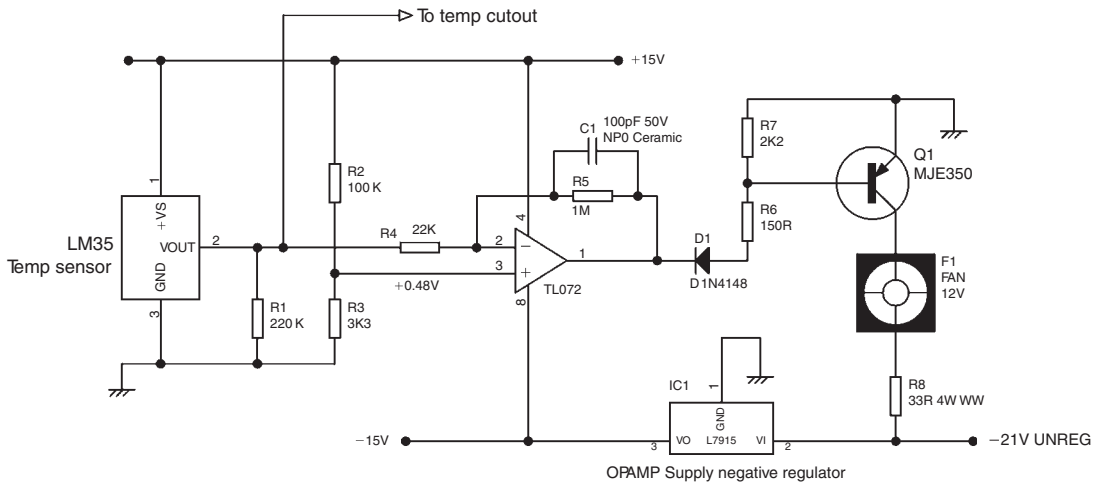 To temp cutout
+15V
C1
100pF 50V
NP0 Ceramic
R7
2K2
Q1
MJE350
1
R2
100 K
R5
1M
4
+VS
LM35
Temp sensor
VOUT
2
R4
22K
2
−
R6
150R
GND
3
+
1
D1
D1N4148
TL072
+0.48V
8
F1
FAN
12V
3
R1
220 K
R3
3K3
IC1
1
GND
R8
33R 4W WW
−15V
3
VO
L7915
VI
2
−21V UNREG
OPAMP Supply negative regulator